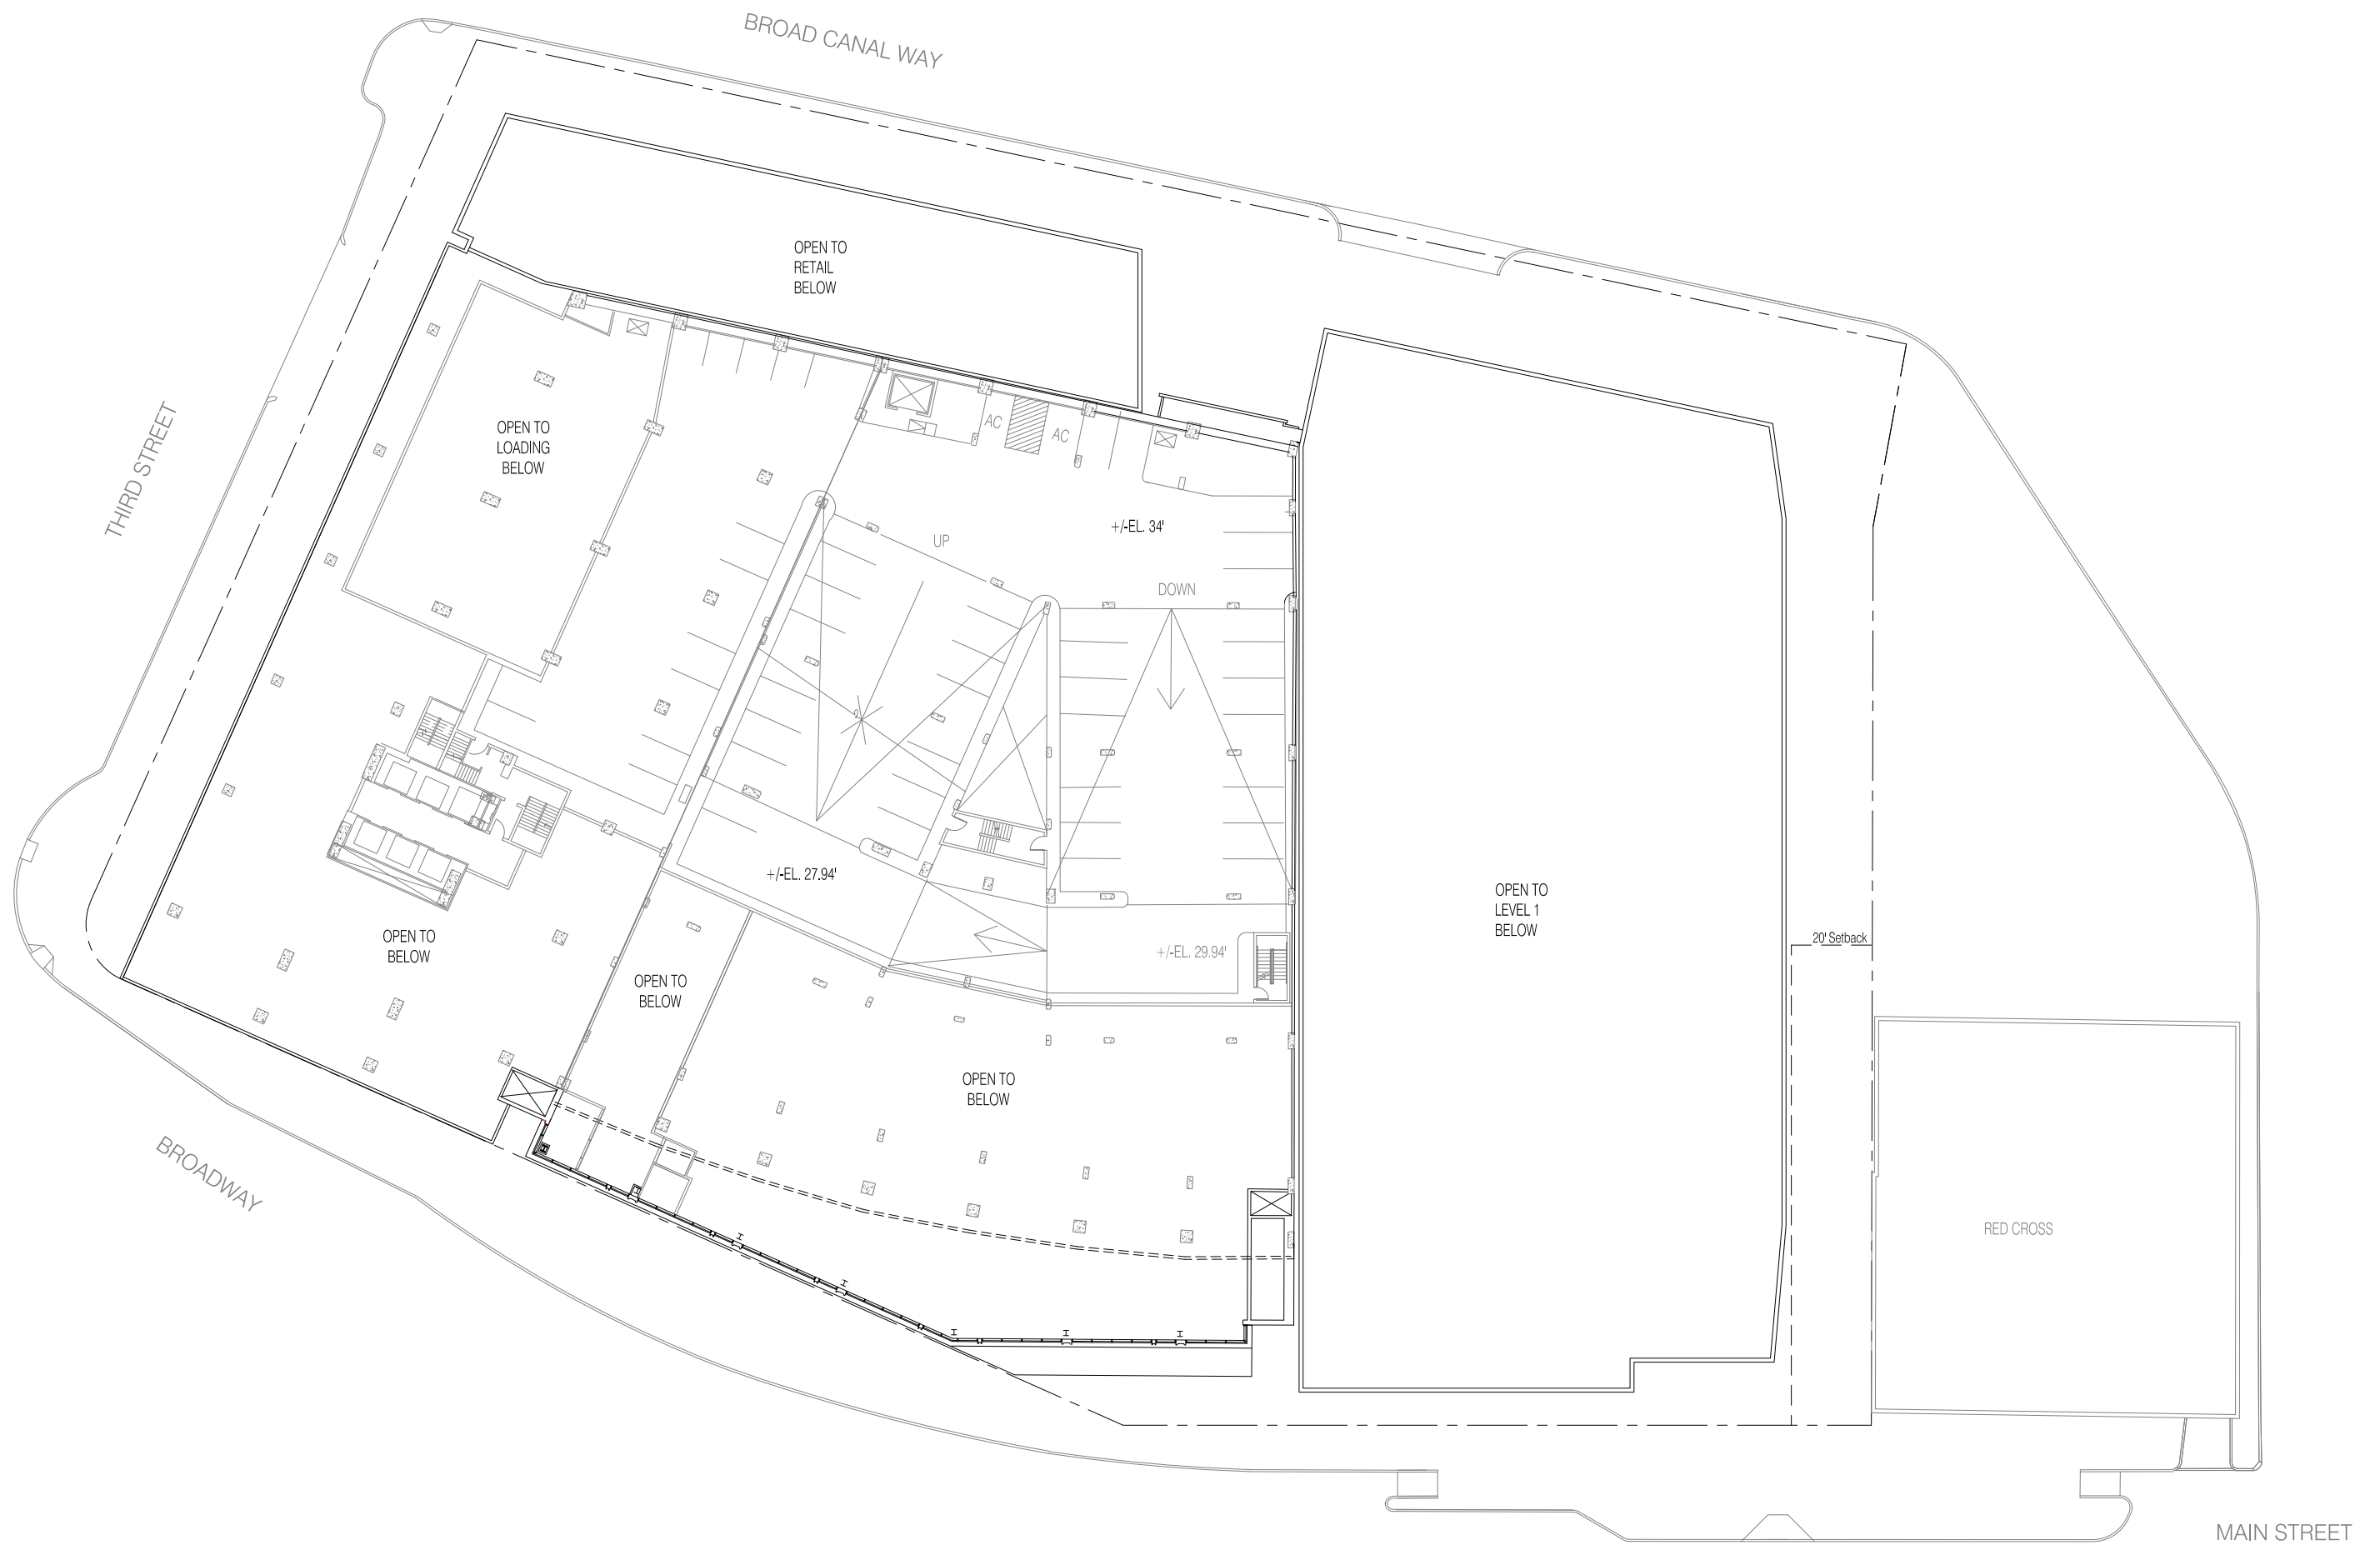 BROAD CANAL WAY
OPEN TO
RETAIL
BELOW
THIRD STREET
OPEN TO
LOADING
BELOW
AC
AC
+/-EL. 34'
UP
DOWN
+/-EL. 27.94'
OPEN TO
LEVEL 1
BELOW
OPEN TO
BELOW
20' Setback
+/-EL. 29.94'
OPEN TO
BELOW
OPEN TO
BELOW
BROADWAY
RED CROSS
MAIN STREET